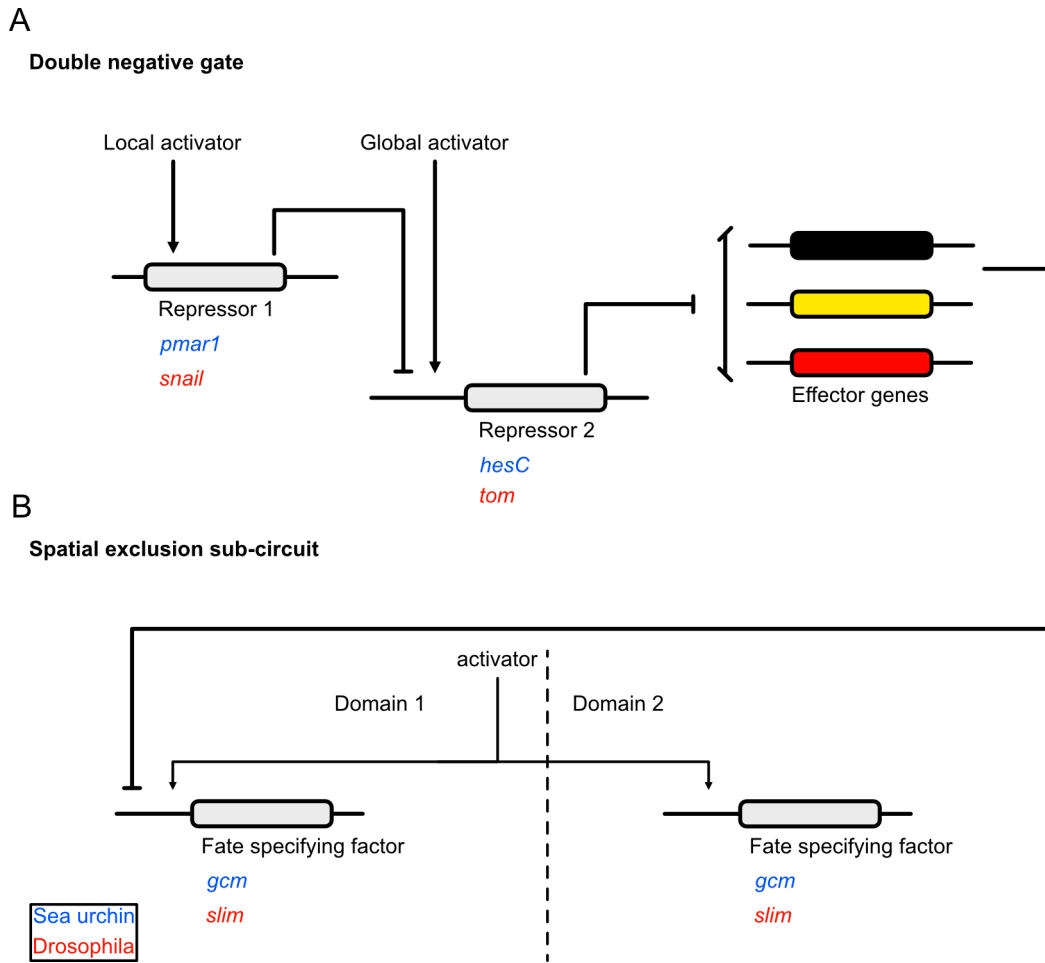 A
Double negative gate
Local activator
Global activator
Repressor 1
pmar1
snail
Effector genes
Repressor 2
hesC
tom
B
Spatial exclusion sub-circuit
activator
Domain 1
Domain 2
Fate specifying factor
Fate specifying factor
gcm
gcm
slim
slim
Sea urchin
Drosophila